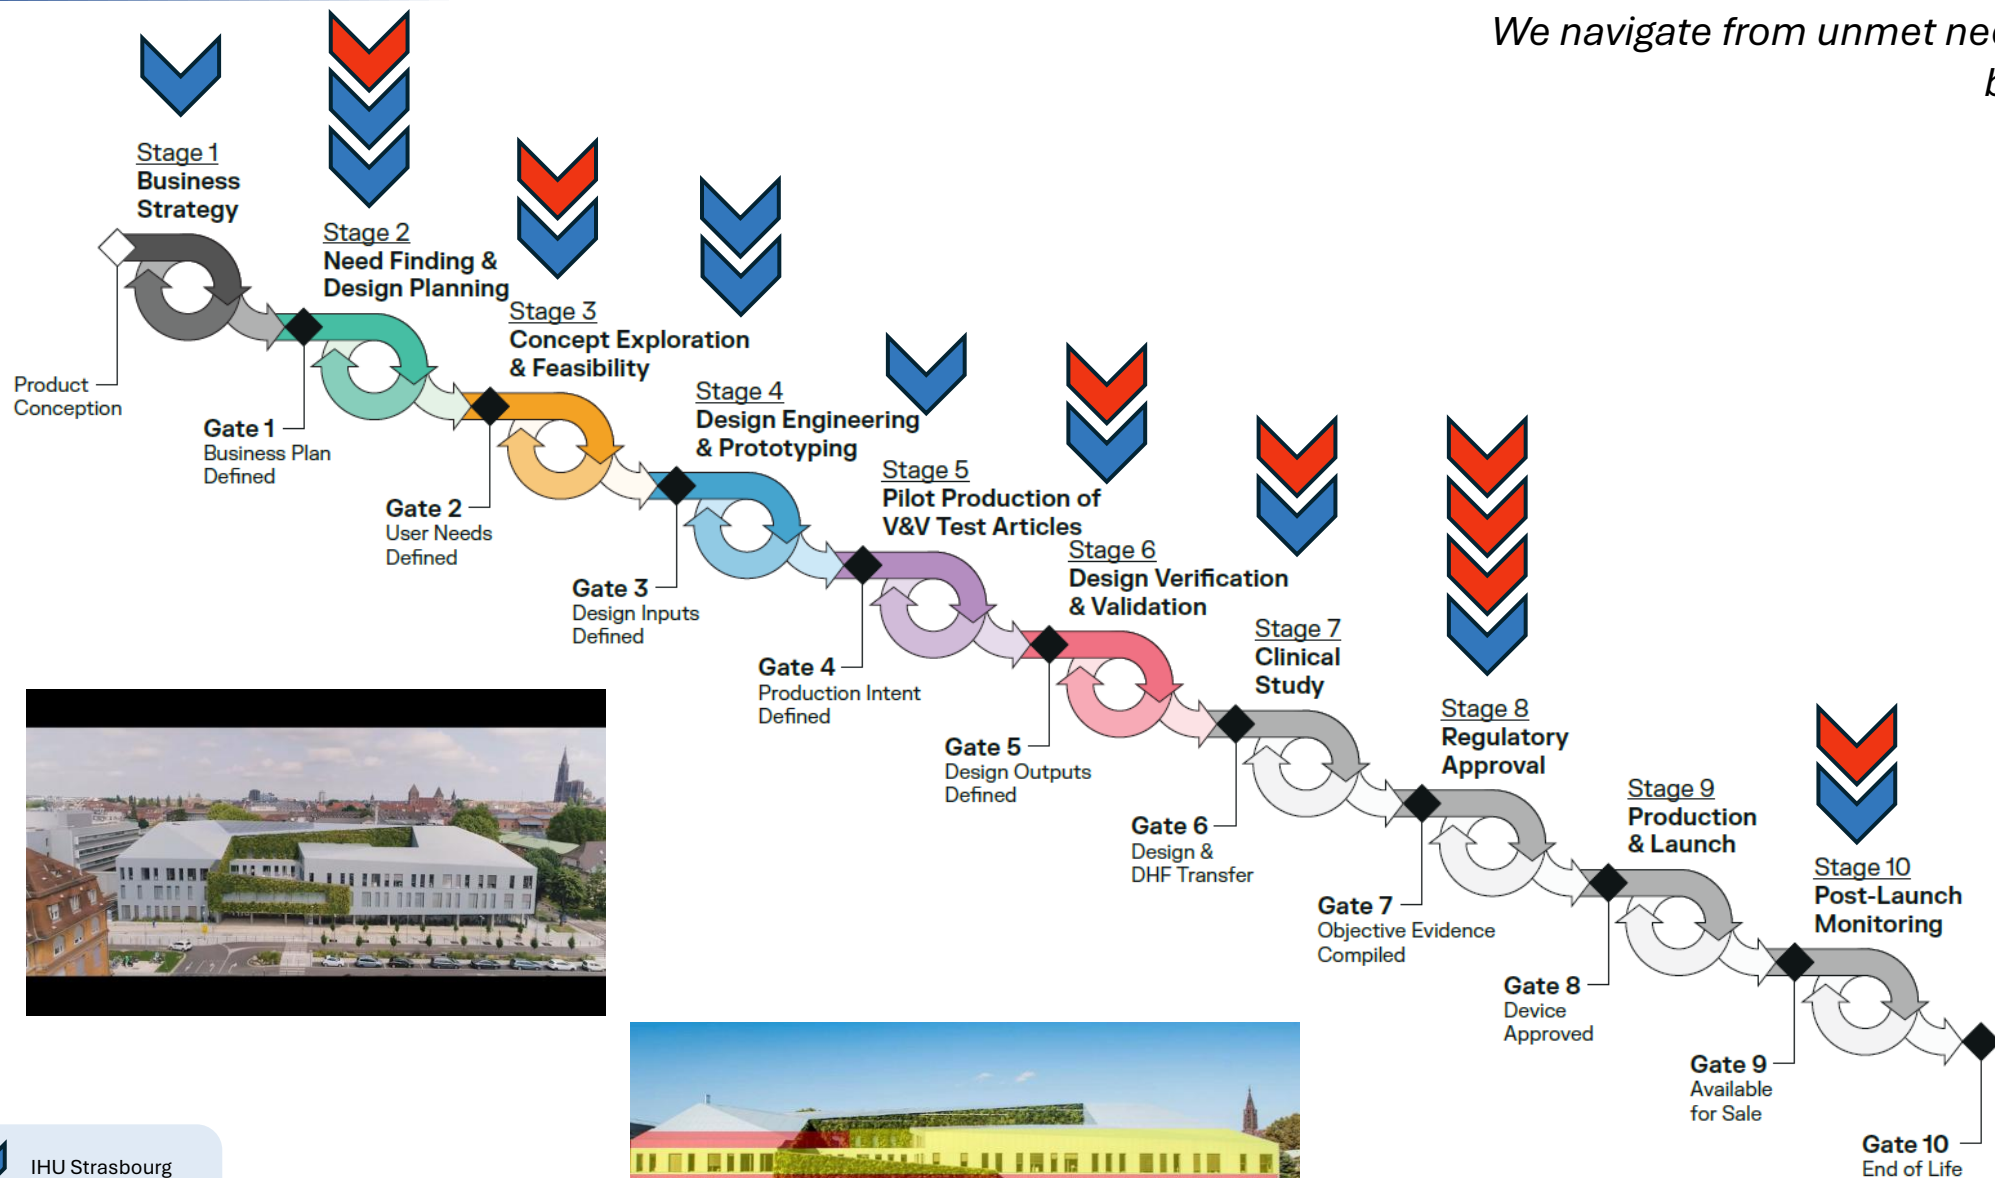 We navigate from unmet
Stage 1
Business
Strategy
Stage 2
Need Finding &
Design Planning
Stage 3
Concept Exploration
& Feasibility
Stage 4
Design Engineering
& Prototyping
Stage 5
Pilot Production of
V&V Test Articles
Stage 6
Design Verification
& Validation
Stage 7
Clinical
Study
Stage 8
Regulatory
Approval
Stage 9
Production
& Launch
Stage 10
Post-Launch
Monitoring
Product
Conception
Gate 1
Business Plan
Defined
Gate 2
User Needs
Defined
Gate 3
Design Inputs
Defined
Gate 4
Production Intent
Defined
Gate 5
Design Outputs
Defined
Gate 6
Design &
DHF Transfer
Gate 7
Objective Evidence
Compiled
Gate 8
Device
Approved
Gate 9
Available
for Sale
Gate 10
End of Life
IHU Strasbourg